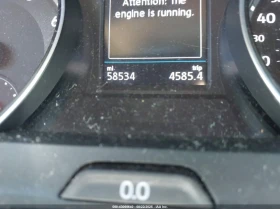 Attention: The
engine is running.
mi trip
58534 4585.4
0.0